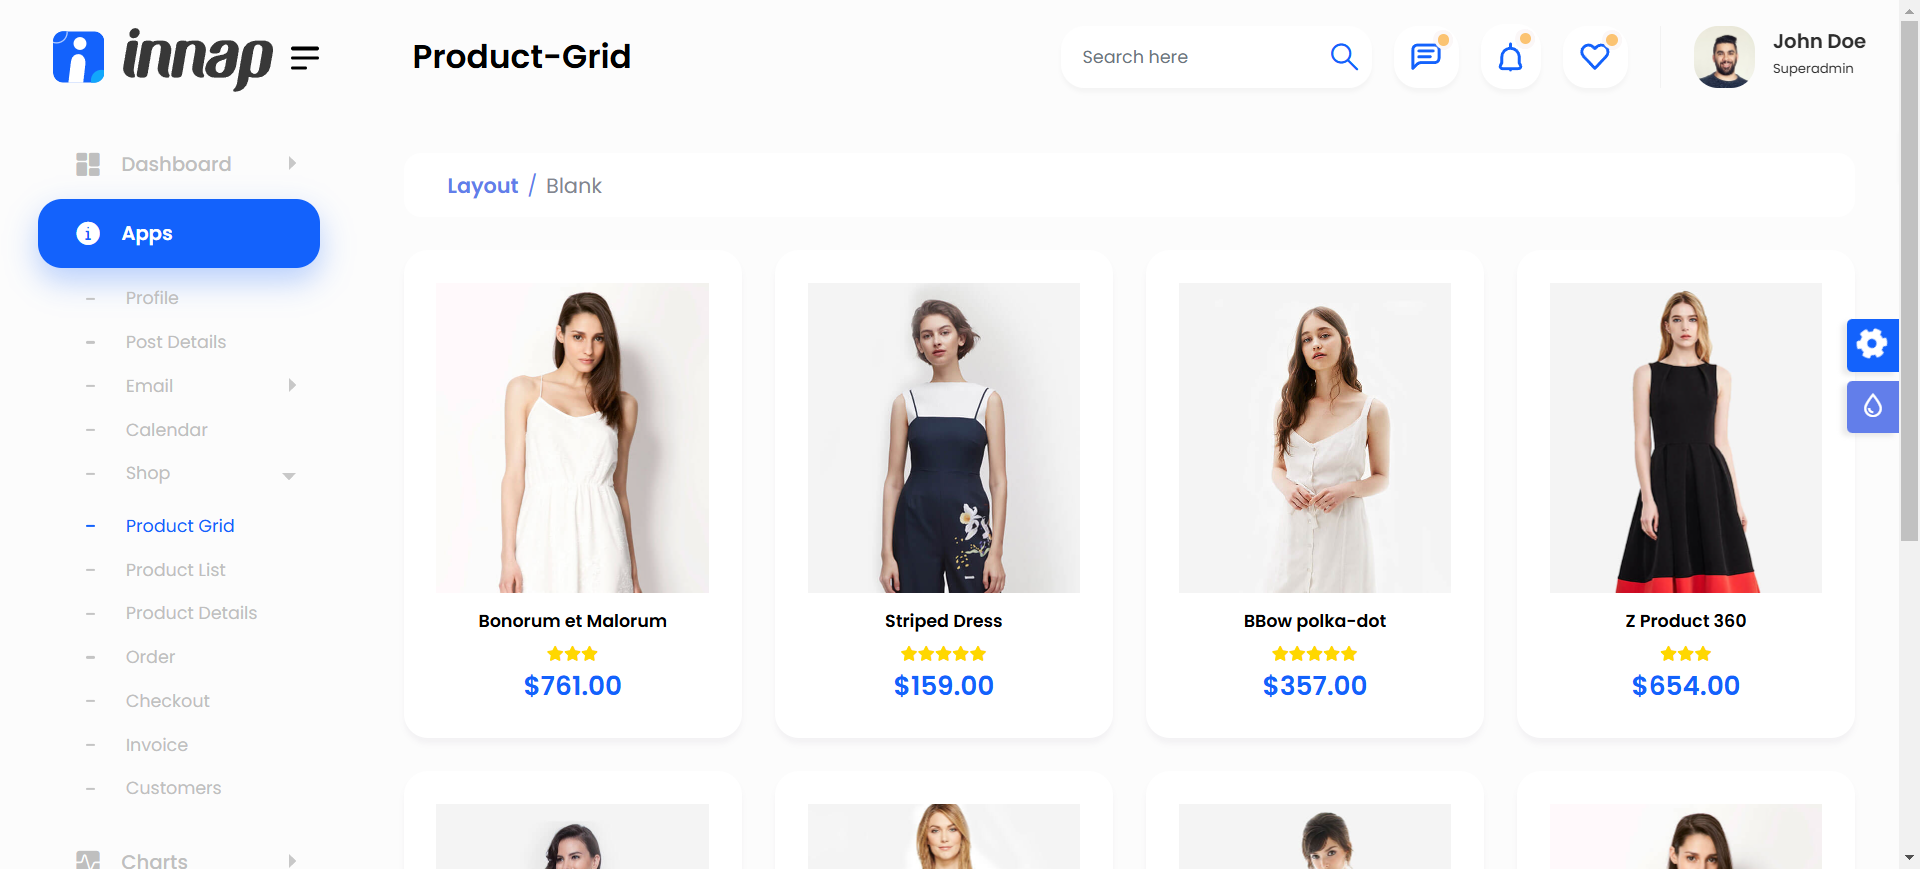 innap
Product-Grid
Search here
John Doe
Superadmin
Dashboard
Apps
Profile
Post Details
Email
Calendar
Shop
Product Grid
Product List
Product Details
Order
Checkout
Invoice
Customers
Charts
Layout / Blank
Bonorum et Malorum
$761.00
Striped Dress
$159.00
BBow polka-dot
$357.00
Z Product 360
$654.00